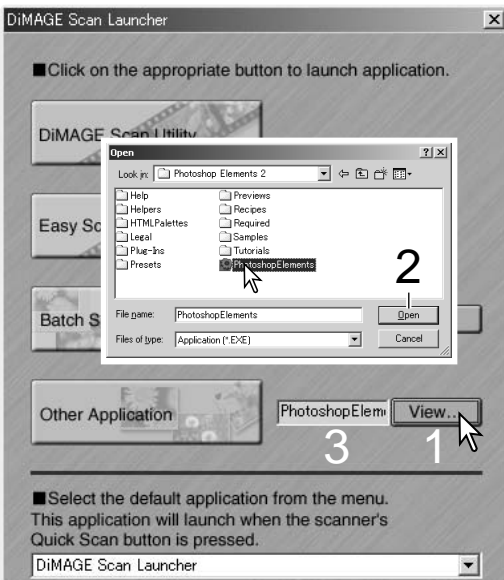 DiMAGE Scan Launcher
■Click on the appropriate button to launch application.
DiMAGE Scan Utility
Open
Look in: Photoshop Elements 2
Help
Helpers
HTMLPalettes
Legal
Plug-Ins
Presets
Previews
Recipes
Required
Samples
Tutorials
PhotoshopElements
2
File name: PhotoshopElements Open
Files of type: Application (*.EXE) Cancel
Easy Sc
Batch S
Other Application PhotoshopElem View...
3 1
■Select the default application from the menu.
This application will launch when the scanner's
Quick Scan button is pressed.
DiMAGE Scan Launcher